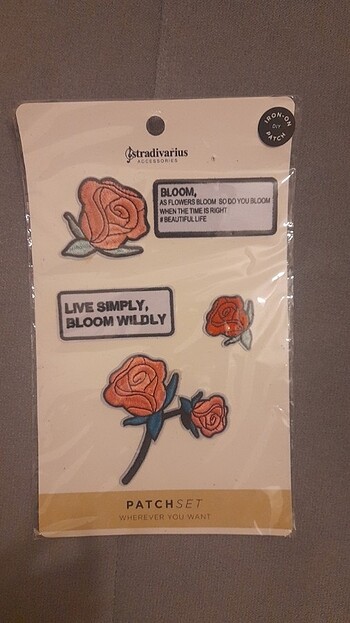 IRON-ON
DIY
PATCH
stradivarius
ACCESSORIES
BLOOM,
AS FLOWERS BLOOM SO DO YOU BLOOM
WHEN THE TIME IS RIGHT
# BEAUTIFUL LIFE
LIVE SIMPLY,
BLOOM WILDLY
PATCHSET
WHEREVER YOU WANT